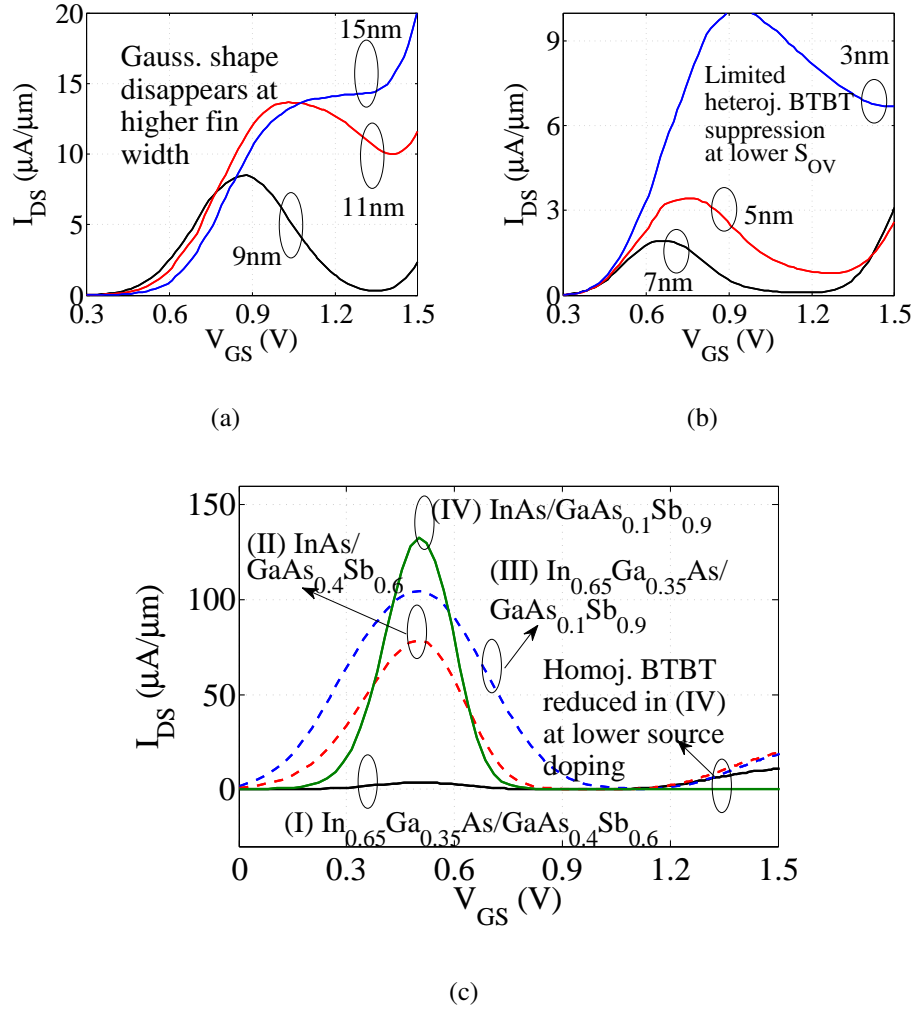 20
15
10
5
0
I_DS (μA/μm)
Gauss. shape
disappears at
higher fin
width
15nm
11nm
9nm
0.3 0.6 0.9 1.2 1.5
V_GS (V)
(a)
9
6
3
0
I_DS (μA/μm)
3nm
Limited
heteroj. BTBT
suppression
at lower S_OV
5nm
7nm
0.3 0.6 0.9 1.2 1.5
V_GS (V)
(b)
150
100
50
0
I_DS (μA/μm)
(IV) InAs/GaAs_0.1Sb_0.9
(II) InAs/
GaAs_0.4Sb_0.6
(III) In_0.65Ga_0.35As/
GaAs_0.1Sb_0.9
Homoj. BTBT
reduced in (IV)
at lower source
doping
(I) In_0.65Ga_0.35As/GaAs_0.4Sb_0.6
0 0.3 0.6 0.9 1.2 1.5
V_GS (V)
(c)